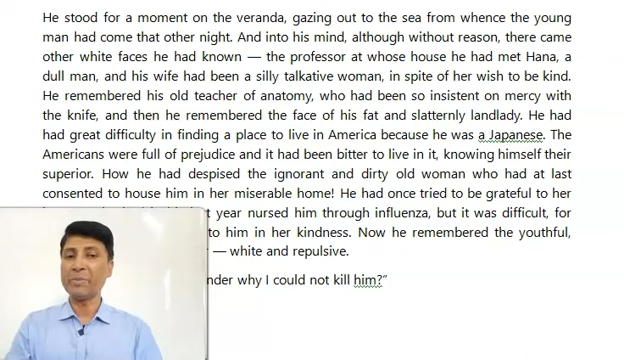 He stood for a moment on the veranda, gazing out to the sea from whence the young
man had come that other night. And into his mind, although without reason, there came
other white faces he had known — the professor at whose house he had met Hana, a
dull man, and his wife had been a silly talkative woman, in spite of her wish to be kind.
He remembered his old teacher of anatomy, who had been so insistent on mercy with
the knife, and then he remembered the face of his fat and slatternly landlady. He had
had great difficulty in finding a place to live in America because he was a Japanese. The
Americans were full of prejudice and it had been bitter to live in it, knowing himself their
superior. How he had despised the ignorant and dirty old woman who had at last
consented to house him in her miserable home! He had once tried to be grateful to her
year nursed him through influenza, but it was difficult, for
to him in her kindness. Now he remembered the youthful,
— white and repulsive.
why I could not kill him?”